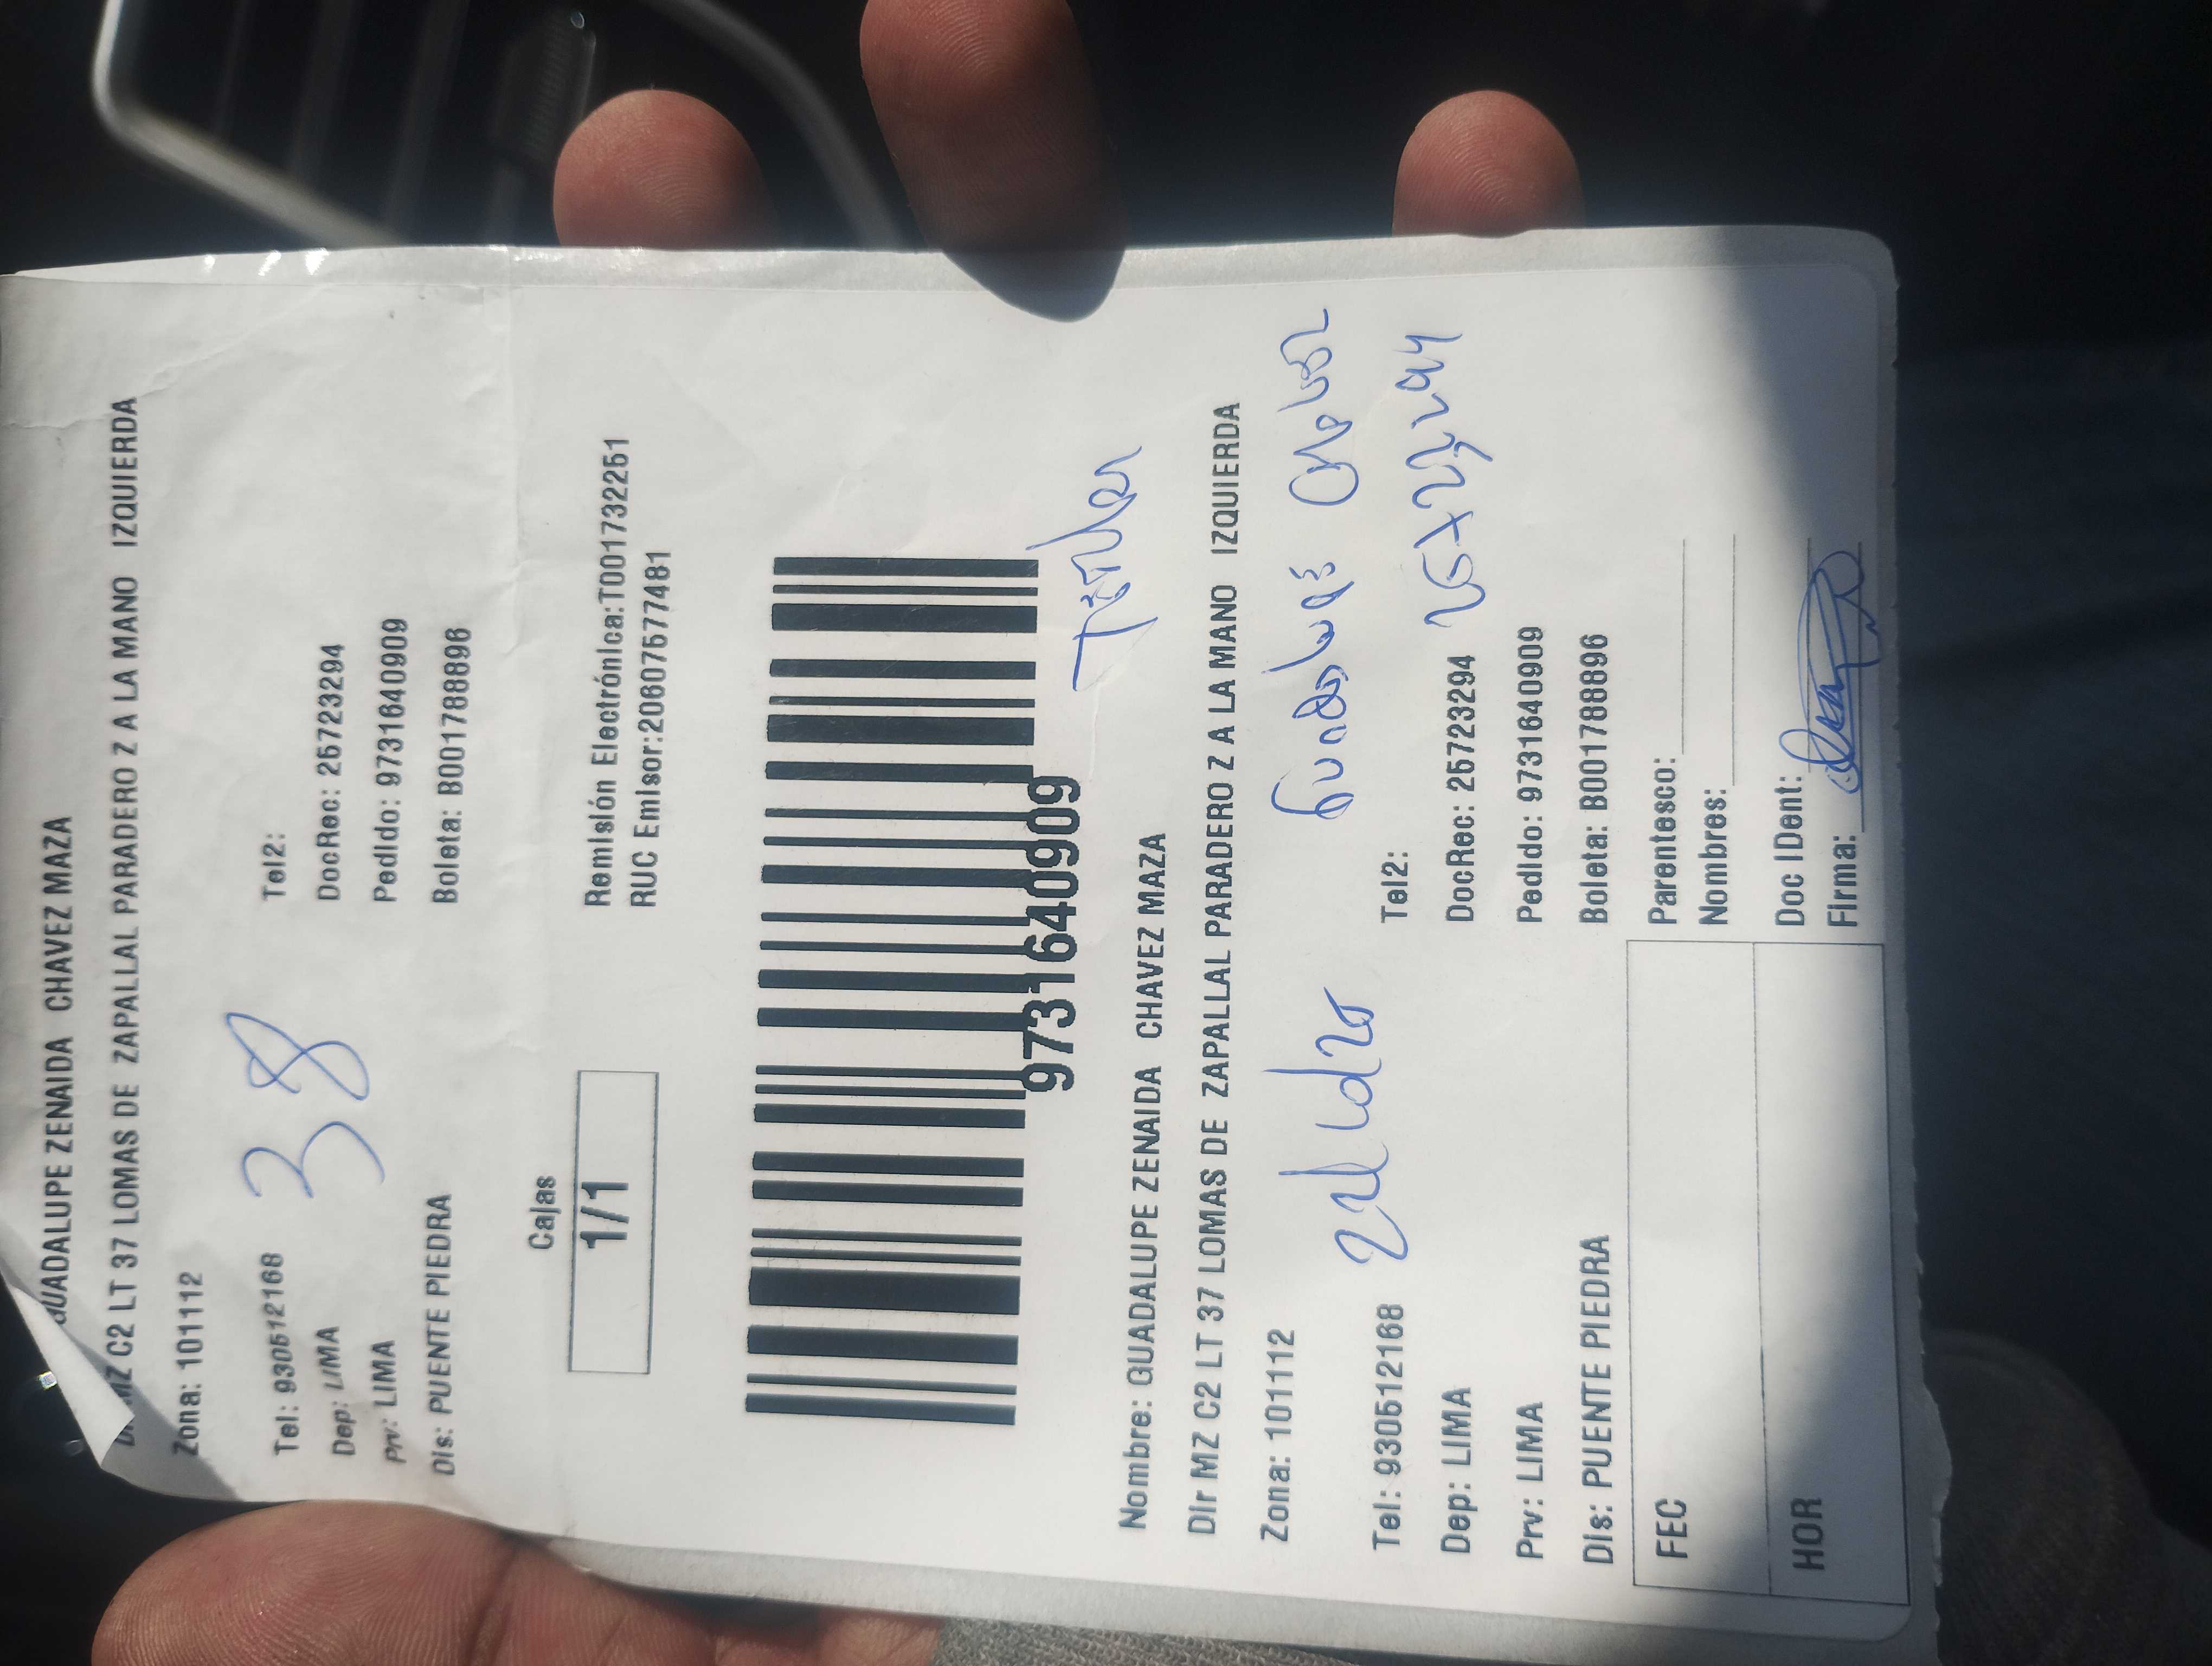 GUADALUPE ZENAIDA CHAVEZ MAZA
MZ C2 LT 37 LOMAS DE ZAPALLAL PARADERO Z A LA MANO IZQUIERDA
Zona: 101112
38
Tel: 930512168 Tel2:
Dep: LIMA DocRec: 25723294
Prv: LIMA Pedido: 9731640909
Dis: PUENTE PIEDRA Boleta: B001788896
Cajas
1/1
Remisión Electrónica:T001732251
RUC Emisor:20607577481
9731640909
Titular
Nombre: GUADALUPE ZENAIDA CHAVEZ MAZA
Dir MZ C2 LT 37 LOMAS DE ZAPALLAL PARADERO Z A LA MANO IZQUIERDA
Zona: 101112
Guadalupe Chavez
Tel: 930512168 Tel2:
25723294
Dep: LIMA DocRec: 25723294
Prv: LIMA Pedido: 9731640909
Dis: PUENTE PIEDRA Boleta: B001788896
FEC
HOR
Parentesco:
Nombres:
Doc IDent:
Firma: